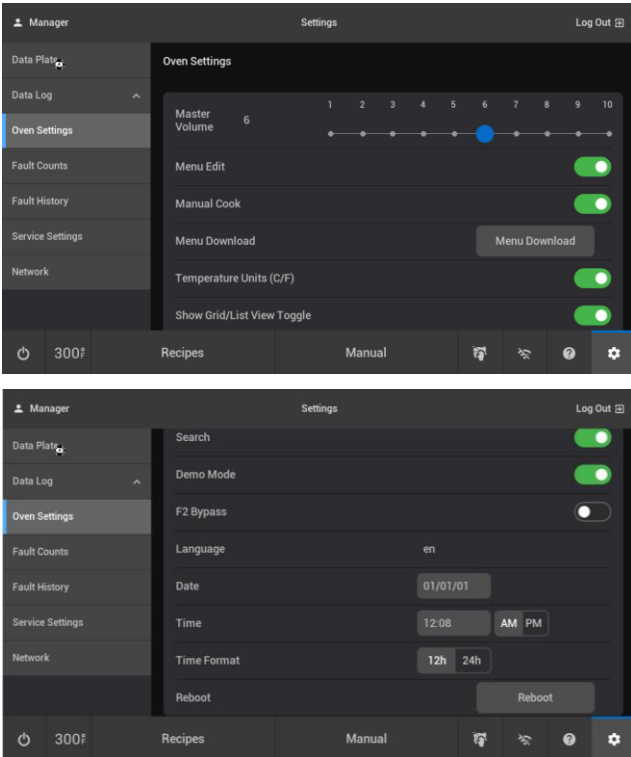 Manager Settings Log Out
Data Plate
Data Log
Oven Settings
Fault Counts
Fault History
Service Settings
Network
Oven Settings
Master Volume 6 1 2 3 4 5 6 7 8 9 10
Menu Edit
Manual Cook
Menu Download Menu Download
Temperature Units (C/F)
Show Grid/List View Toggle
300°F Recipes Manual
Manager Settings Log Out
Data Plate
Data Log
Oven Settings
Fault Counts
Fault History
Service Settings
Network
Search
Demo Mode
F2 Bypass
Language en
Date 01/01/01
Time 12:08 AM PM
Time Format 12h 24h
Reboot Reboot
300°F Recipes Manual